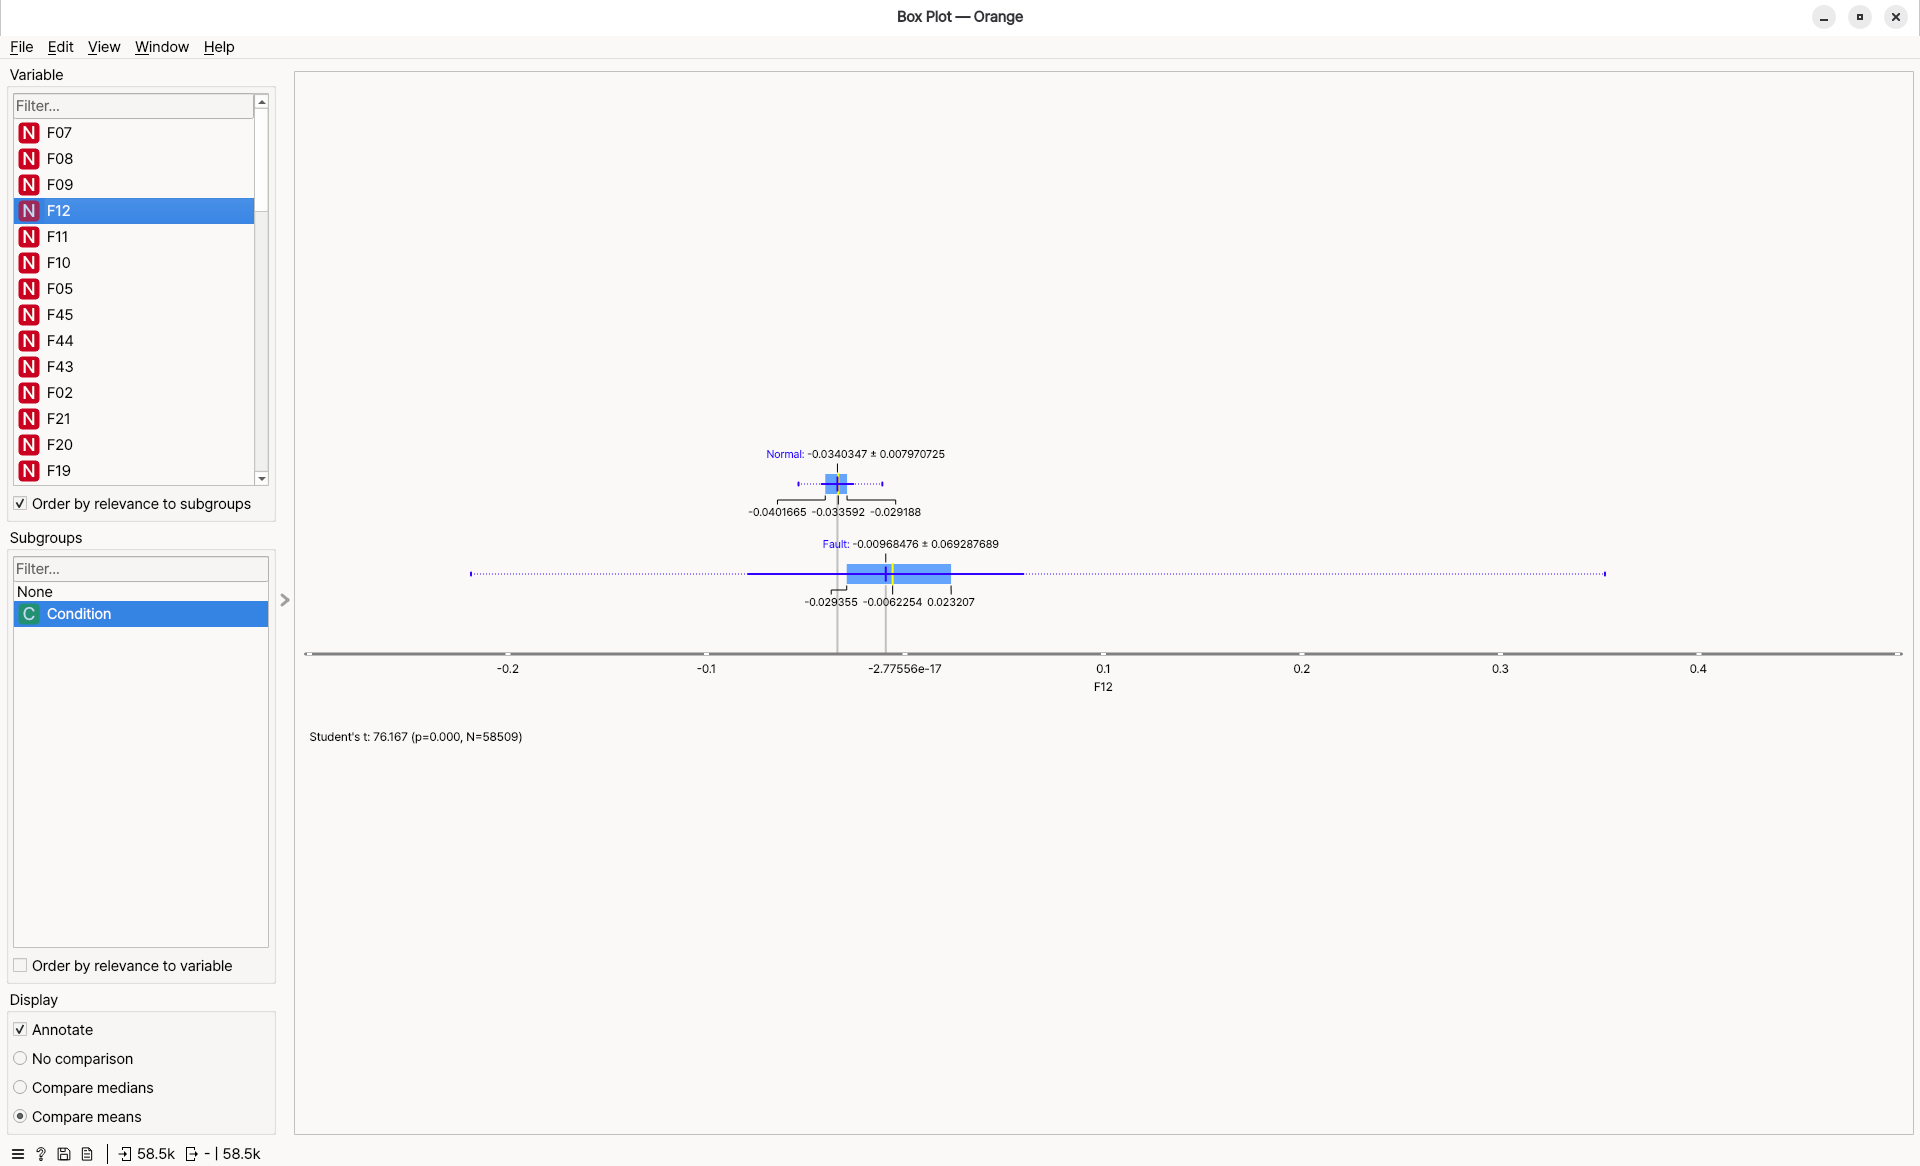 Box Plot — Orange
File Edit View Window Help
Variable
Filter...
N F07
N F08
N F09
N F12
N F11
N F10
N F05
N F45
N F44
N F43
N F02
N F21
N F20
N F19
Order by relevance to subgroups
Subgroups
Filter...
None
C Condition
Order by relevance to variable
Display
Annotate
No comparison
Compare medians
Compare means
58.5k - | 58.5k
Normal: -0.0340347 ± 0.007970725
-0.0401665 -0.033592 -0.029188
Fault: -0.00968476 ± 0.069287689
-0.029355 -0.0062254 0.023207
-0.2 -0.1 -2.77556e-17 0.1 0.2 0.3 0.4
F12
Student's t: 76.167 (p=0.000, N=58509)